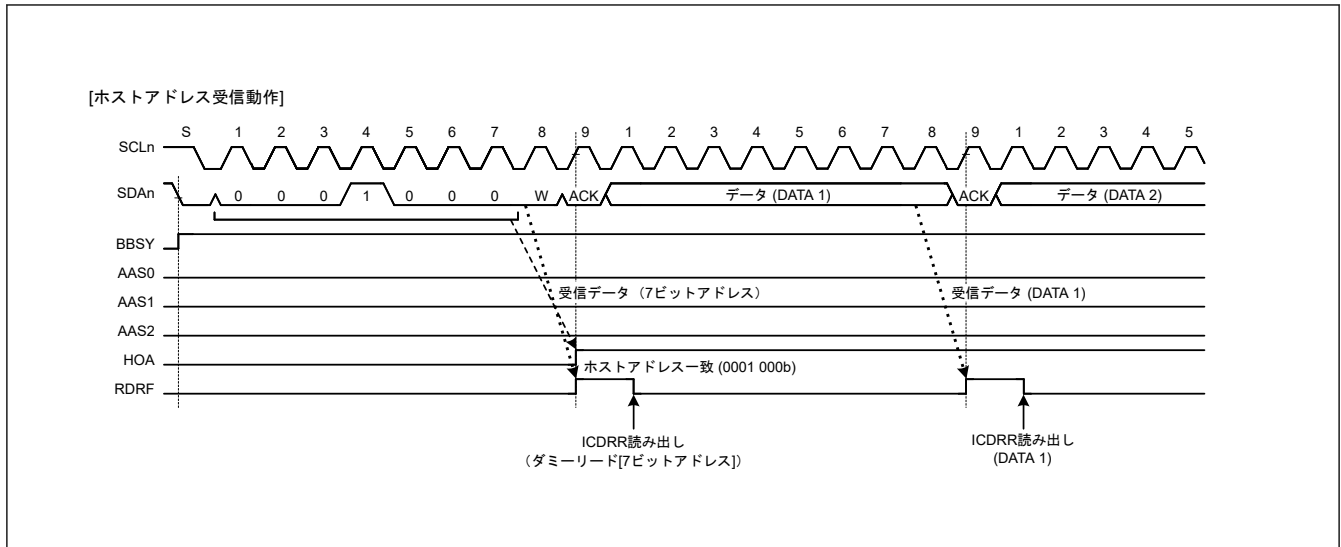 [ホストアドレス受信動作]
S 1 2 3 4 5 6 7 8 9 1 2 3 4 5 6 7 8 9 1 2 3 4 5
SCLn
SDAn 0 0 0 1 0 0 0 W ACK データ (DATA 1) ACK データ (DATA 2)
BBSY
AAS0
受信データ（7ビットアドレス） 受信データ (DATA 1)
AAS1
AAS2
HOA
ホストアドレス一致 (0001 000b)
RDRF
ICDRR読み出し
（ダミーリード[7ビットアドレス]）
ICDRR読み出し
(DATA 1)